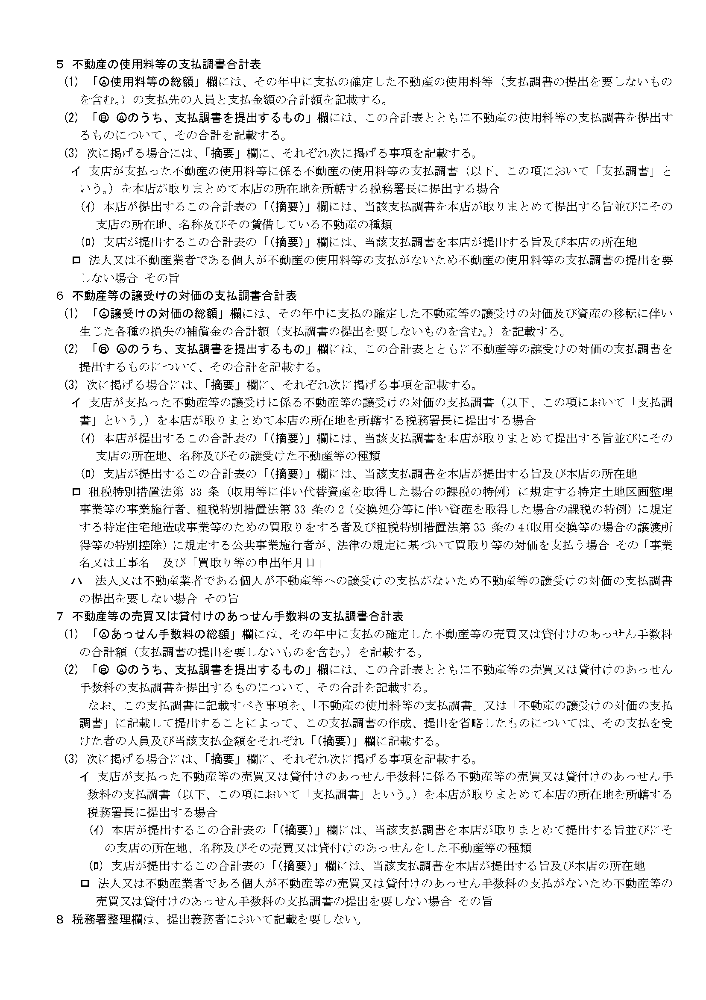 ５ 不動産の使用料等の支払調書合計表
(1) 「Ⓐ使用料等の総額」欄には、その年中に支払の確定した不動産の使用料等（支払調書の提出を要しないもの
を含む。）の支払先の人員と支払金額の合計額を記載する。
(2) 「Ⓑ Ⓐのうち、支払調書を提出するもの」欄には、この合計表とともに不動産の使用料等の支払調書を提出す
るものについて、その合計を記載する。
(3) 次に掲げる場合には、「摘要」欄に、それぞれ次に掲げる事項を記載する。
イ 支店が支払った不動産の使用料等に係る不動産の使用料等の支払調書（以下、この項において「支払調書」と
いう。）を本店が取りまとめて本店の所在地を所轄する税務署長に提出する場合
(ｲ) 本店が提出するこの合計表の「（摘要）」欄には、当該支払調書を本店が取りまとめて提出する旨並びにその
支店の所在地、名称及びその賃借している不動産の種類
(ﾛ) 支店が提出するこの合計表の「（摘要）」欄には、当該支払調書を本店が提出する旨及び本店の所在地
ロ 法人又は不動産業者である個人が不動産の使用料等の支払がないため不動産の使用料等の支払調書の提出を要
しない場合 その旨
６ 不動産等の譲受けの対価の支払調書合計表
(1) 「Ⓐ譲受けの対価の総額」欄には、その年中に支払の確定した不動産等の譲受けの対価及び資産の移転に伴い
生じた各種の損失の補償金の合計額（支払調書の提出を要しないものを含む。）を記載する。
(2) 「Ⓑ Ⓐのうち、支払調書を提出するもの」欄には、この合計表とともに不動産等の譲受けの対価の支払調書を
提出するものについて、その合計を記載する。
(3) 次に掲げる場合には、「摘要」欄に、それぞれ次に掲げる事項を記載する。
イ 支店が支払った不動産等の譲受けに係る不動産等の譲受けの対価の支払調書（以下、この項において「支払調
書」という。）を本店が取りまとめて本店の所在地を所轄する税務署長に提出する場合
(ｲ) 本店が提出するこの合計表の「（摘要）」欄には、当該支払調書を本店が取りまとめて提出する旨並びにその
支店の所在地、名称及びその譲受けた不動産等の種類
(ﾛ) 支店が提出するこの合計表の「（摘要）」欄には、当該支払調書を本店が提出する旨及び本店の所在地
ロ 租税特別措置法第 33 条（収用等に伴い代替資産を取得した場合の課税の特例）に規定する特定土地区画整理
事業等の事業施行者、租税特別措置法第 33 条の 2（交換処分等に伴い資産を取得した場合の課税の特例）に規定
する特定住宅地造成事業等のための買取りをする者及び租税特別措置法第 33 条の 4(収用交換等の場合の譲渡所
得等の特別控除）に規定する公共事業施行者が、法律の規定に基づいて買取り等の対価を支払う場合 その「事業
名又は工事名」及び「買取り等の申出年月日」
ハ 法人又は不動産業者である個人が不動産等への譲受けの支払がないため不動産等の譲受けの対価の支払調書
の提出を要しない場合 その旨
７ 不動産等の売買又は貸付けのあっせん手数料の支払調書合計表
(1) 「Ⓐあっせん手数料の総額」欄には、その年中に支払の確定した不動産等の売買又は貸付けのあっせん手数料
の合計額（支払調書の提出を要しないものを含む。）を記載する。
(2) 「Ⓑ Ⓐのうち、支払調書を提出するもの」欄には、この合計表とともに不動産等の売買又は貸付けのあっせん
手数料の支払調書を提出するものについて、その合計を記載する。
なお、この支払調書に記載すべき事項を、「不動産の使用料等の支払調書」又は「不動産の譲受けの対価の支払
調書」に記載して提出することによって、この支払調書の作成、提出を省略したものについては、その支払を受
けた者の人員及び当該支払金額をそれぞれ「（摘要）」欄に記載する。
(3) 次に掲げる場合には、「摘要」欄に、それぞれ次に掲げる事項を記載する。
イ 支店が支払った不動産等の売買又は貸付けのあっせん手数料に係る不動産等の売買又は貸付けのあっせん手
数料の支払調書（以下、この項において「支払調書」という。）を本店が取りまとめて本店の所在地を所轄する
税務署長に提出する場合
(ｲ) 本店が提出するこの合計表の「（摘要）」欄には、当該支払調書を本店が取りまとめて提出する旨並びにそ
の支店の所在地、名称及びその売買又は貸付けのあっせんをした不動産等の種類
(ﾛ) 支店が提出するこの合計表の「（摘要）」欄には、当該支払調書を本店が提出する旨及び本店の所在地
ロ 法人又は不動産業者である個人が不動産等の売買又は貸付けのあっせん手数料の支払がないため不動産等の
売買又は貸付けのあっせん手数料の支払調書の提出を要しない場合 その旨
８ 税務署整理欄は、提出義務者において記載を要しない。